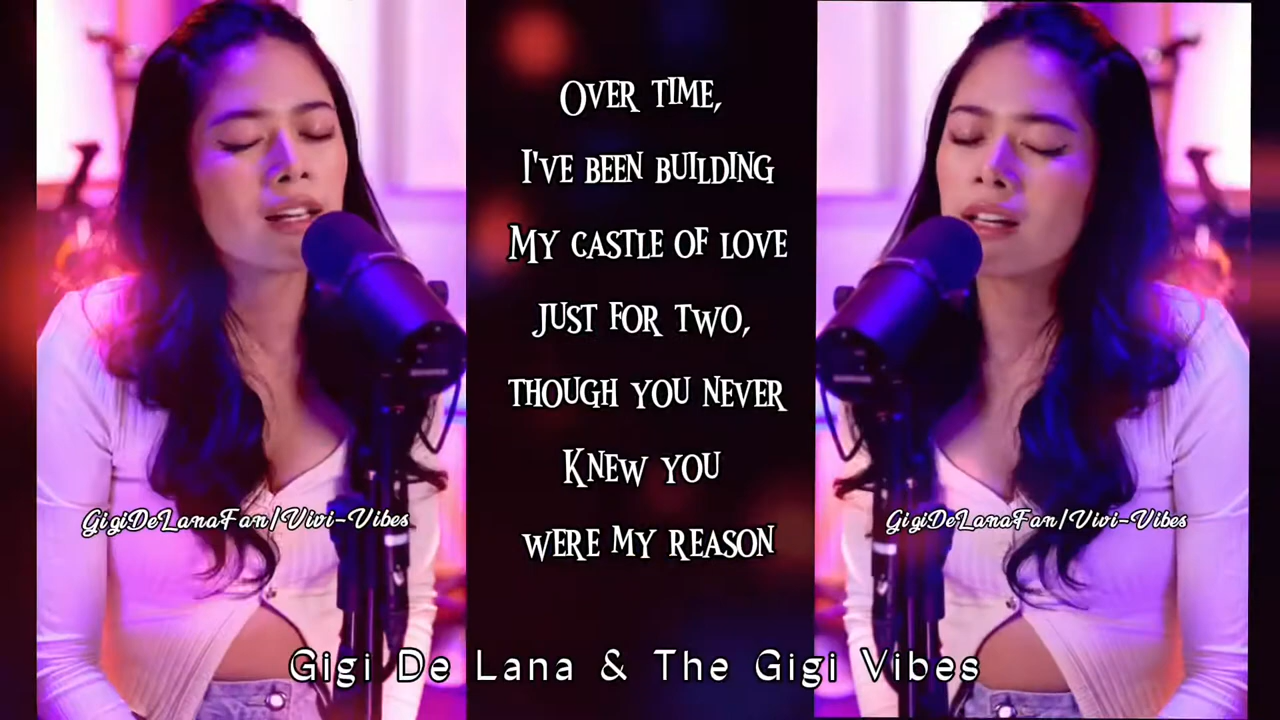 Over time,
I've been building
My castle of love
just for two,
though you never
Knew you
were my reason
GigiDeLanaFan/Vivi-Vibes
GigiDeLanaFan/Vivi-Vibes
Gigi De Lana & The Gigi Vibes